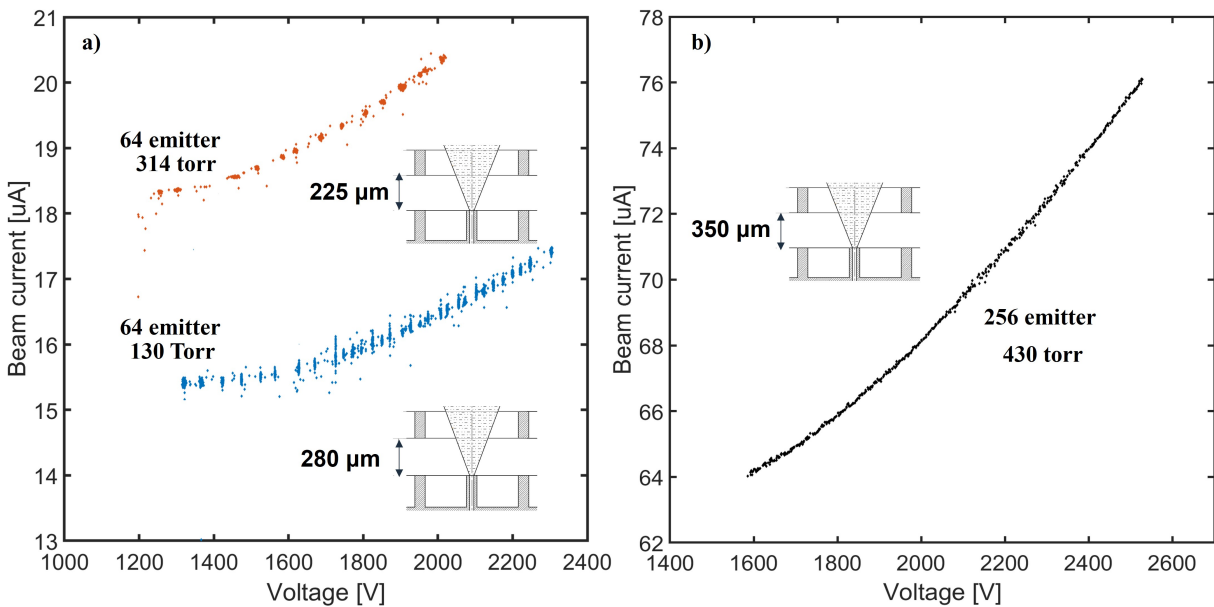 a)
21
20
19
18
17
16
15
14
13
Beam current [uA]
64 emitter
314 torr
225 µm
64 emitter
130 Torr
280 µm
1000 1200 1400 1600 1800 2000 2200 2400
Voltage [V]
b)
78
76
74
72
70
68
66
64
62
Beam current [uA]
350 µm
256 emitter
430 torr
1400 1600 1800 2000 2200 2400 2600
Voltage [V]